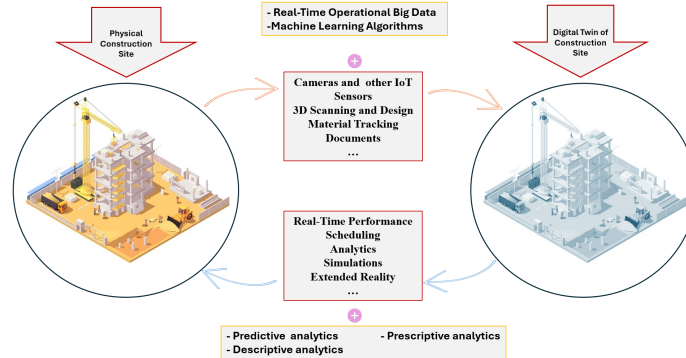 Physical
Construction
Site
- Real-Time Operational Big Data
-Machine Learning Algorithms
Digital Twin of
Construction
Site
Cameras and other IoT
Sensors
3D Scanning and Design
Material Tracking
Documents
...
Real-Time Performance
Scheduling
Analytics
Simulations
Extended Reality
...
- Predictive analytics - Prescriptive analytics
- Descriptive analytics